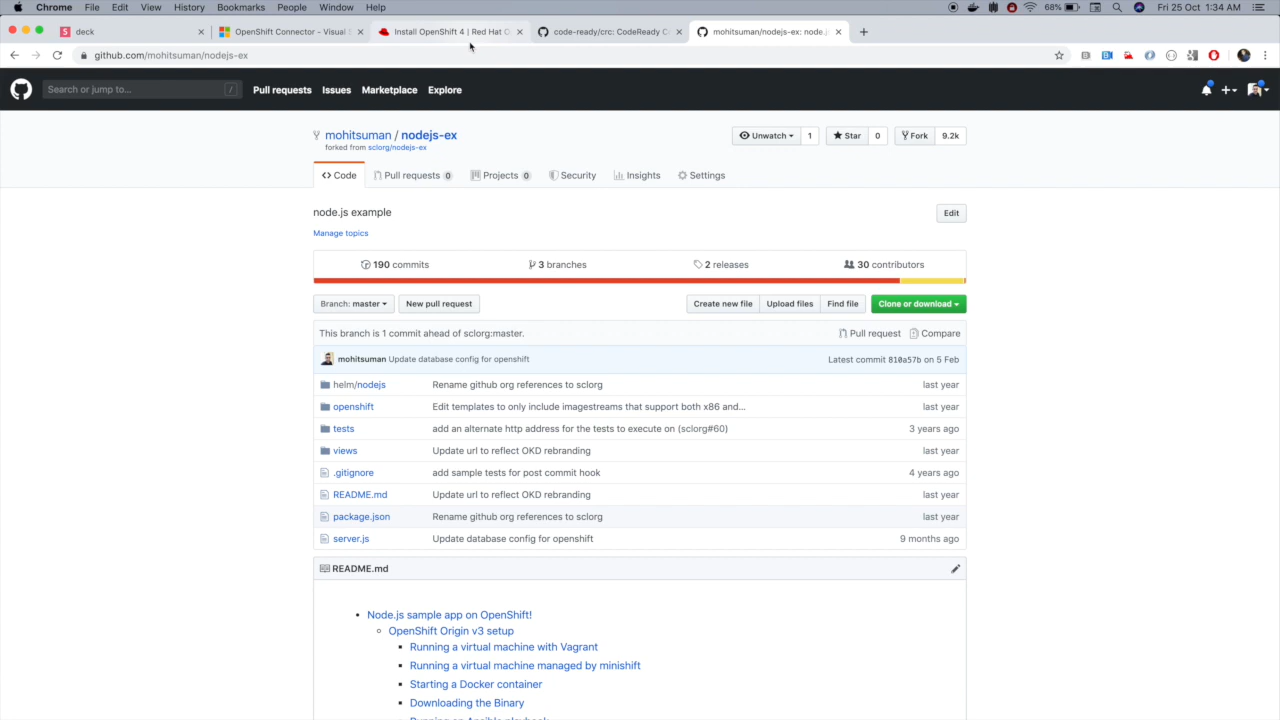 Chrome File Edit View History Bookmarks People Window Help 68% Fri 25 Oct 1:34 AM
deck OpenShift Connector - Visual S Install OpenShift 4 | Red Hat O code-ready/crc: CodeReady C mohitsuman/nodejs-ex: node.
github.com/mohitsuman/nodejs-ex
Search or jump to... / Pull requests Issues Marketplace Explore
mohitsuman / nodejs-ex Unwatch 1 Star 0 Fork 9.2k
forked from sclorg/nodejs-ex
Code Pull requests 0 Projects 0 Security Insights Settings
node.js example Edit
Manage topics
190 commits 3 branches 2 releases 30 contributors
Branch: master New pull request Create new file Upload files Find file Clone or download
This branch is 1 commit ahead of sclorg:master. Pull request Compare
mohitsuman Update database config for openshift Latest commit 810a57b on 5 Feb
helm/nodejs Rename github org references to sclorg last year
openshift Edit templates to only include imagestreams that support both x86 and... last year
tests add an alternate http address for the tests to execute on (sclorg#60) 3 years ago
views Update url to reflect OKD rebranding last year
.gitignore add sample tests for post commit hook 4 years ago
README.md Update url to reflect OKD rebranding last year
package.json Rename github org references to sclorg last year
server.js Update database config for openshift 9 months ago
README.md
• Node.js sample app on OpenShift!
◦ OpenShift Origin v3 setup
▪ Running a virtual machine with Vagrant
▪ Running a virtual machine managed by minishift
▪ Starting a Docker container
▪ Downloading the Binary